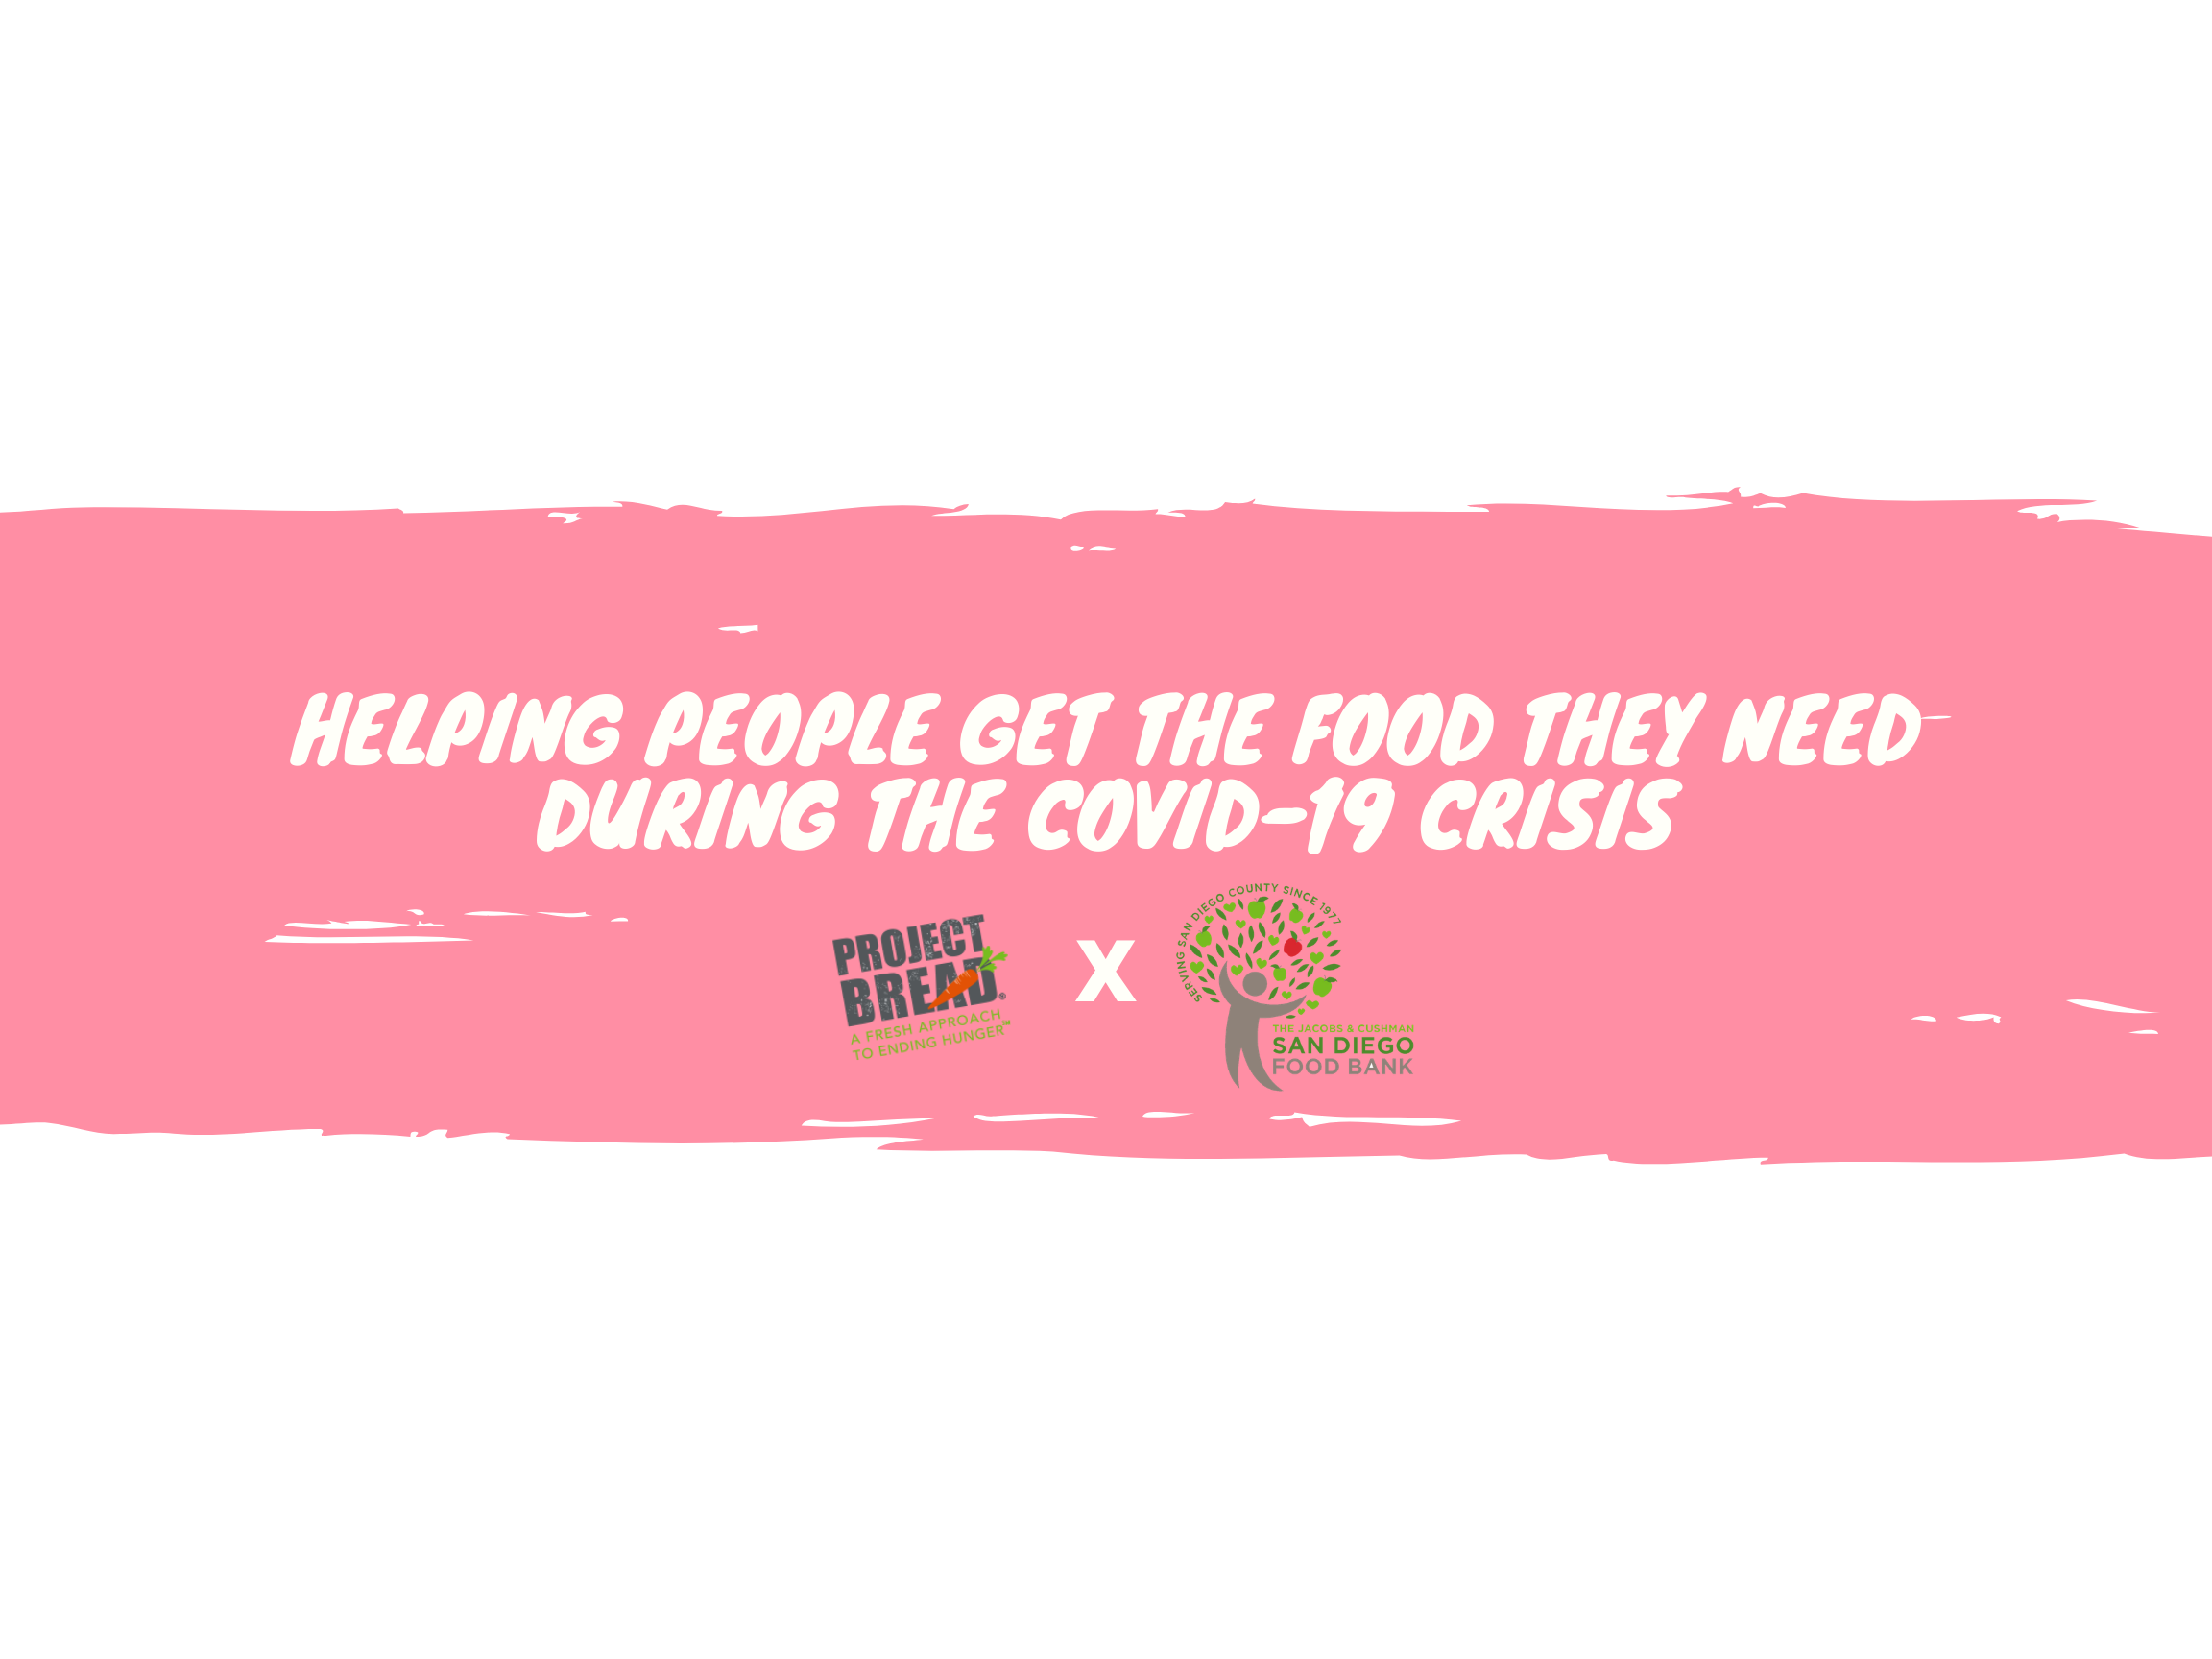 HELPING PEOPLE GET THE FOOD THEY NEED
DURING THE COVID-19 CRISIS
PROJECT
BREAD®
A FRESH APPROACH
TO ENDING HUNGER℠
X
SERVING SAN DIEGO COUNTY SINCE 1977
THE JACOBS & CUSHMAN
SAN DIEGO
FOOD BANK